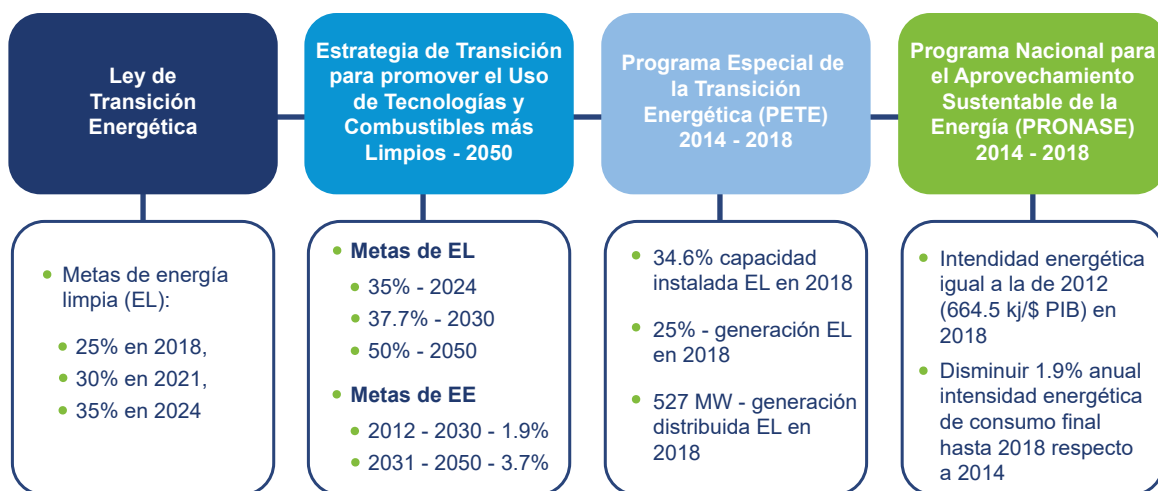 Ley de
Transición
Energética
Estrategia de Transición
para promover el Uso
de Tecnologías y
Combustibles más
Limpios - 2050
Programa Especial de
la Transición
Energética (PETE)
2014 - 2018
Programa Nacional para
el Aprovechamiento
Sustentable de la
Energía (PRONASE)
2014 - 2018
• Metas de energía
limpia (EL):
• 25% en 2018,
• 30% en 2021,
• 35% en 2024
• Metas de EL
• 35% - 2024
• 37.7% - 2030
• 50% - 2050
• Metas de EE
• 2012 - 2030 - 1.9%
• 2031 - 2050 - 3.7%
• 34.6% capacidad
instalada EL en 2018
• 25% - generación EL
en 2018
• 527 MW - generación
distribuida EL en
2018
• Intendidad energética
igual a la de 2012
(664.5 kj/$ PIB) en
2018
• Disminuir 1.9% anual
intensidad energética
de consumo final
hasta 2018 respecto
a 2014